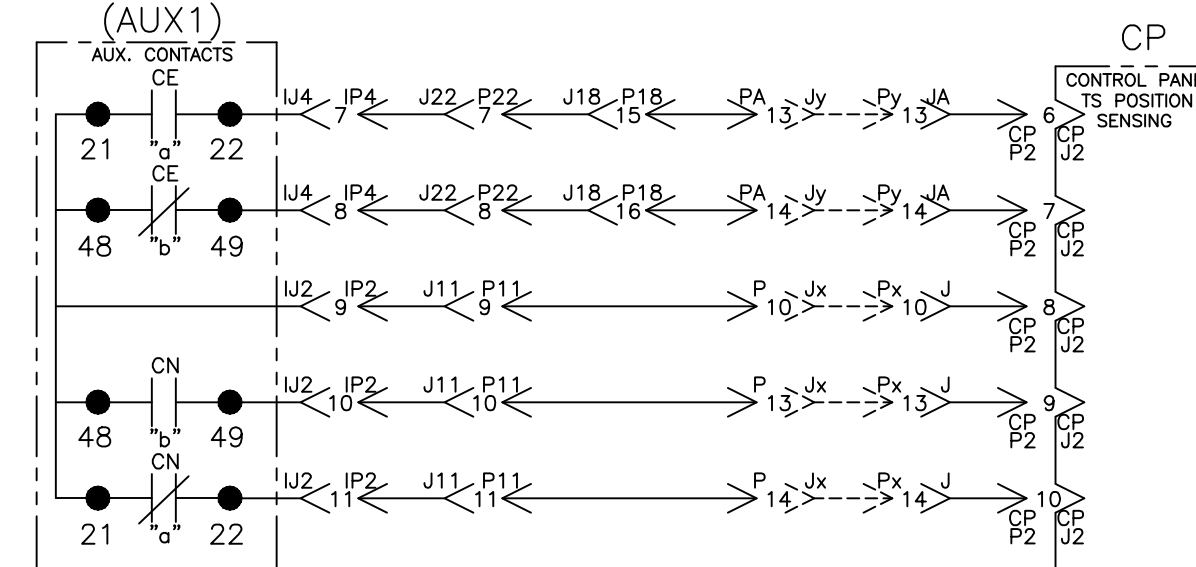 (AUX1)
CP
AUX. CONTACTS
CONTROL PAN
TS POSITION
SENSING
CE
IJ4 IP4 J22 P22 J18 P18 PA Jy Py JA
7 7 15 13 13 6
21 "a" 22
CP CP
P2 J2
CE
IJ4 IP4 J22 P22 J18 P18 PA Jy Py JA
8 8 16 14 14 7
48 "b" 49
CP CP
P2 J2
IJ2 IP2 J11 P11 P Jx Px J
9 9 10 10 8
CP CP
P2 J2
CN
IJ2 IP2 J11 P11 P Jx Px J
10 10 13 13 9
48 "b" 49
CP CP
P2 J2
CN
IJ2 IP2 J11 P11 P Jx Px J
11 11 14 14 10
21 "a" 22
CP CP
P2 J2